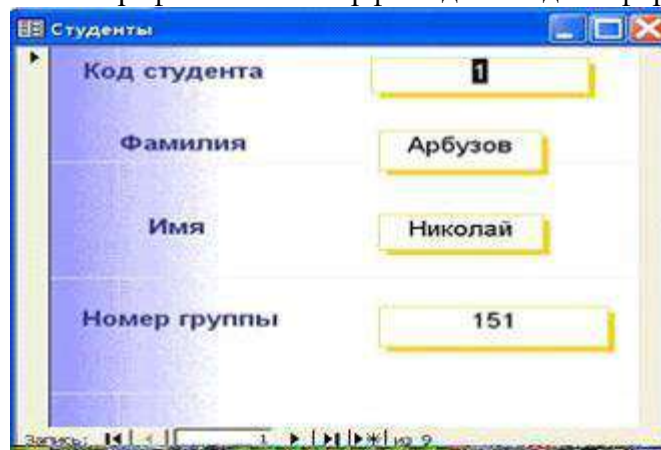 Студенты
Код студента 1
Фамилия Арбузов
Имя Николай
Номер группы 151
Запись: 1 из 9